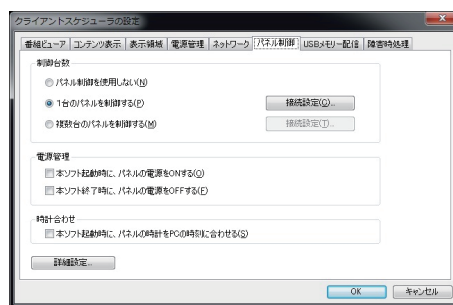 クライアントスケジューラの設定
番組ビューア コンテンツ表示 表示領域 電源管理 ネットワーク パネル制御 USBメモリー配信 障害時処理
制御台数
パネル制御を使用しない(N)
1台のパネルを制御する(P) 接続設定(C)...
複数台のパネルを制御する(M) 接続設定(T)...
電源管理
本ソフト起動時に、パネルの電源をONする(O)
本ソフト終了時に、パネルの電源をOFFする(F)
時計合わせ
本ソフト起動時に、パネルの時計をPCの時刻に合わせる(S)
詳細設定...
OK キャンセル